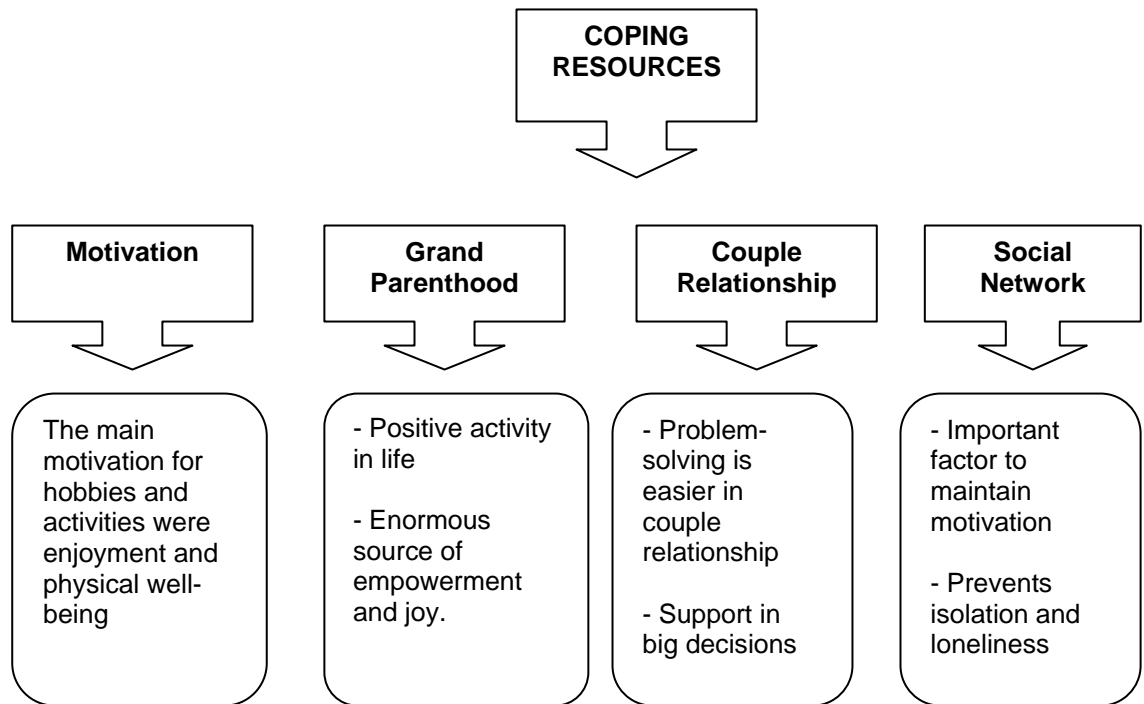 COPING
RESOURCES
Motivation
Grand
Parenthood
Couple
Relationship
Social
Network
The main
motivation for
hobbies and
activities were
enjoyment and
physical well-
being
- Positive activity
in life
- Enormous
source of
empowerment
and joy.
- Problem-
solving is
easier in
couple
relationship
- Support in
big decisions
- Important
factor to
maintain
motivation
- Prevents
isolation and
loneliness